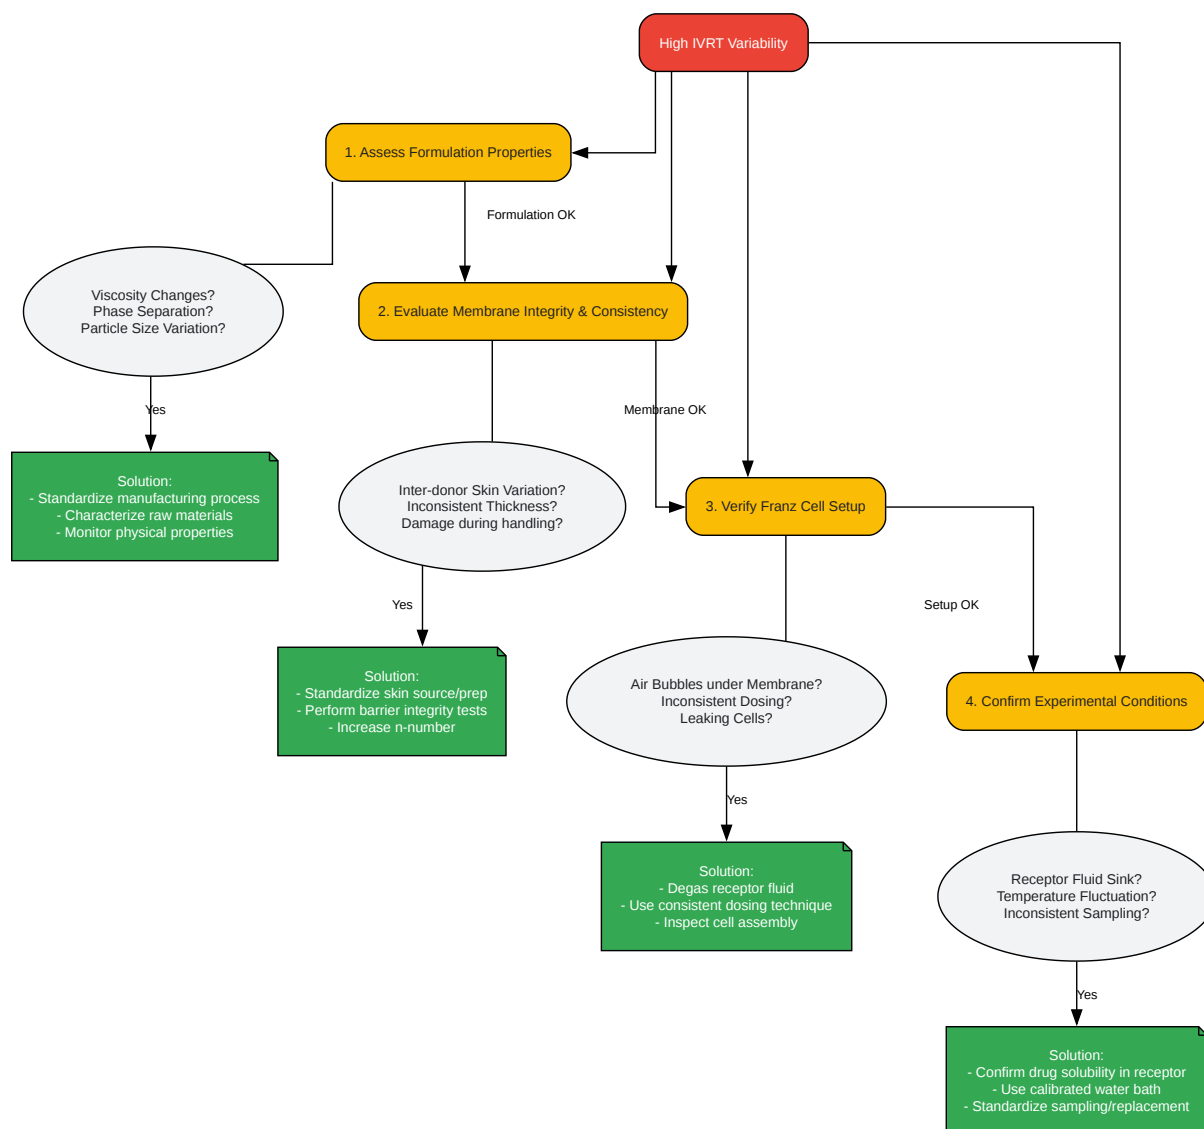 High IVRT Variability
1. Assess Formulation Properties
Formulation OK
Viscosity Changes?
Phase Separation?
Particle Size Variation?
2. Evaluate Membrane Integrity & Consistency
Yes
Membrane OK
Solution:
- Standardize manufacturing process
- Characterize raw materials
- Monitor physical properties
Inter-donor Skin Variation?
Inconsistent Thickness?
Damage during handling?
3. Verify Franz Cell Setup
Yes
Setup OK
Solution:
- Standardize skin source/prep
- Perform barrier integrity tests
- Increase n-number
Air Bubbles under Membrane?
Inconsistent Dosing?
Leaking Cells?
4. Confirm Experimental Conditions
Yes
Solution:
- Degas receptor fluid
- Use consistent dosing technique
- Inspect cell assembly
Receptor Fluid Sink?
Temperature Fluctuation?
Inconsistent Sampling?
Yes
Solution:
- Confirm drug solubility in receptor
- Use calibrated water bath
- Standardize sampling/replacement